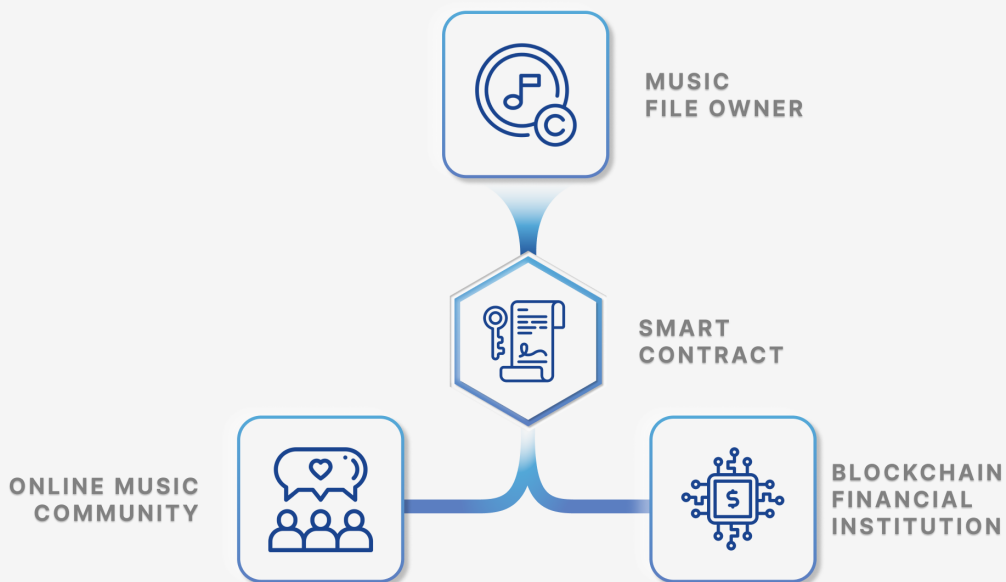 MUSIC
FILE OWNER
C
SMART
CONTRACT
ONLINE MUSIC
COMMUNITY
$
BLOCKCHAIN
FINANCIAL
INSTITUTION